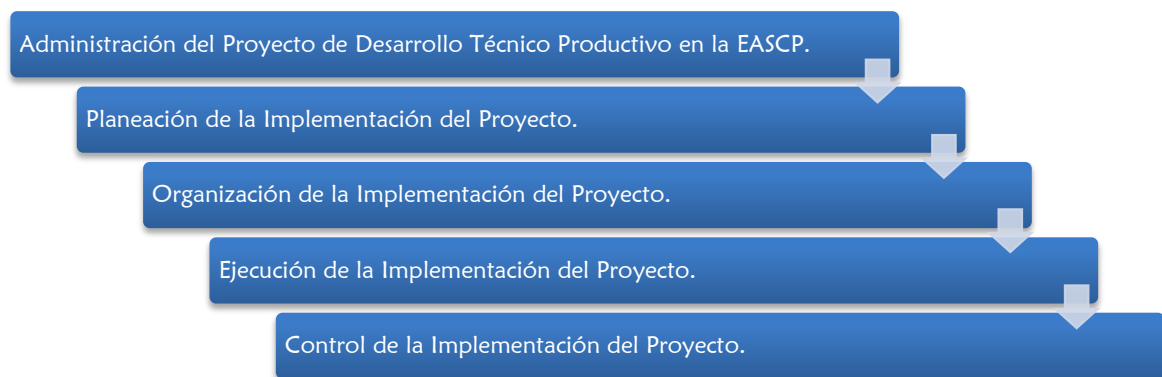 Administración del Proyecto de Desarrollo Técnico Productivo en la EASCP.
Planeación de la Implementación del Proyecto.
Organización de la Implementación del Proyecto.
Ejecución de la Implementación del Proyecto.
Control de la Implementación del Proyecto.